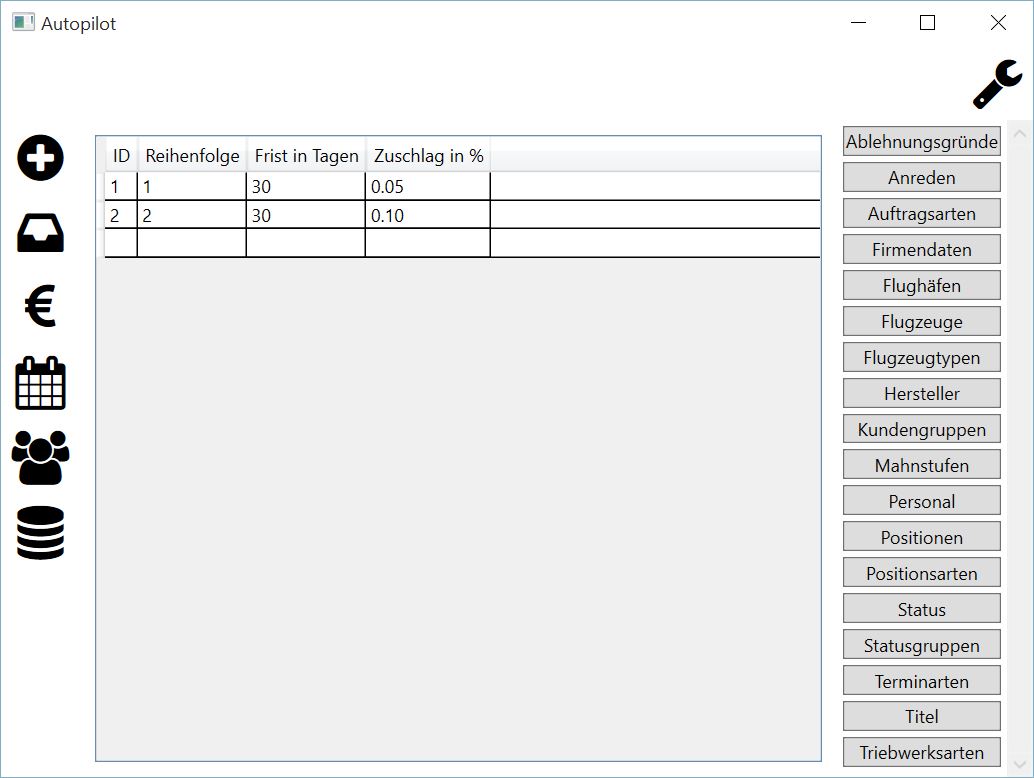 Autopilot
ID Reihenfolge Frist in Tagen Zuschlag in %
1 1 30 0.05
2 2 30 0.10
Ablehnungsgründe
Anreden
Auftragsarten
Firmendaten
Flughäfen
Flugzeuge
Flugzeugtypen
Hersteller
Kundengruppen
Mahnstufen
Personal
Positionen
Positionsarten
Status
Statusgruppen
Terminarten
Titel
Triebwerksarten